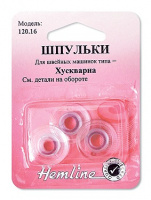 Модель:
120.16
ШПУЛЬКИ
Для швейных машинок типа –
Хускварна
См. детали на обороте
Hemline